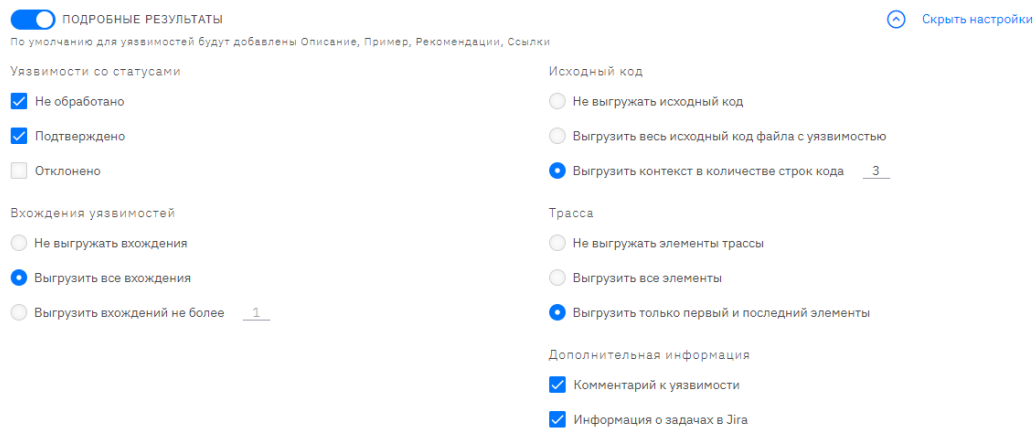 ПОДРОБНЫЕ РЕЗУЛЬТАТЫ
Скрыть настройки
По умолчанию для уязвимостей будут добавлены Описание, Пример, Рекомендации, Ссылки
Уязвимости со статусами
Не обработано
Подтверждено
Отклонено
Вхождения уязвимостей
Не выгружать вхождения
Выгрузить все вхождения
Выгрузить вхождений не более 1
Исходный код
Не выгружать исходный код
Выгрузить весь исходный код файла с уязвимостью
Выгрузить контекст в количестве строк кода 3
Трасса
Не выгружать элементы трассы
Выгрузить все элементы
Выгрузить только первый и последний элементы
Дополнительная информация
Комментарий к уязвимости
Информация о задачах в Jira